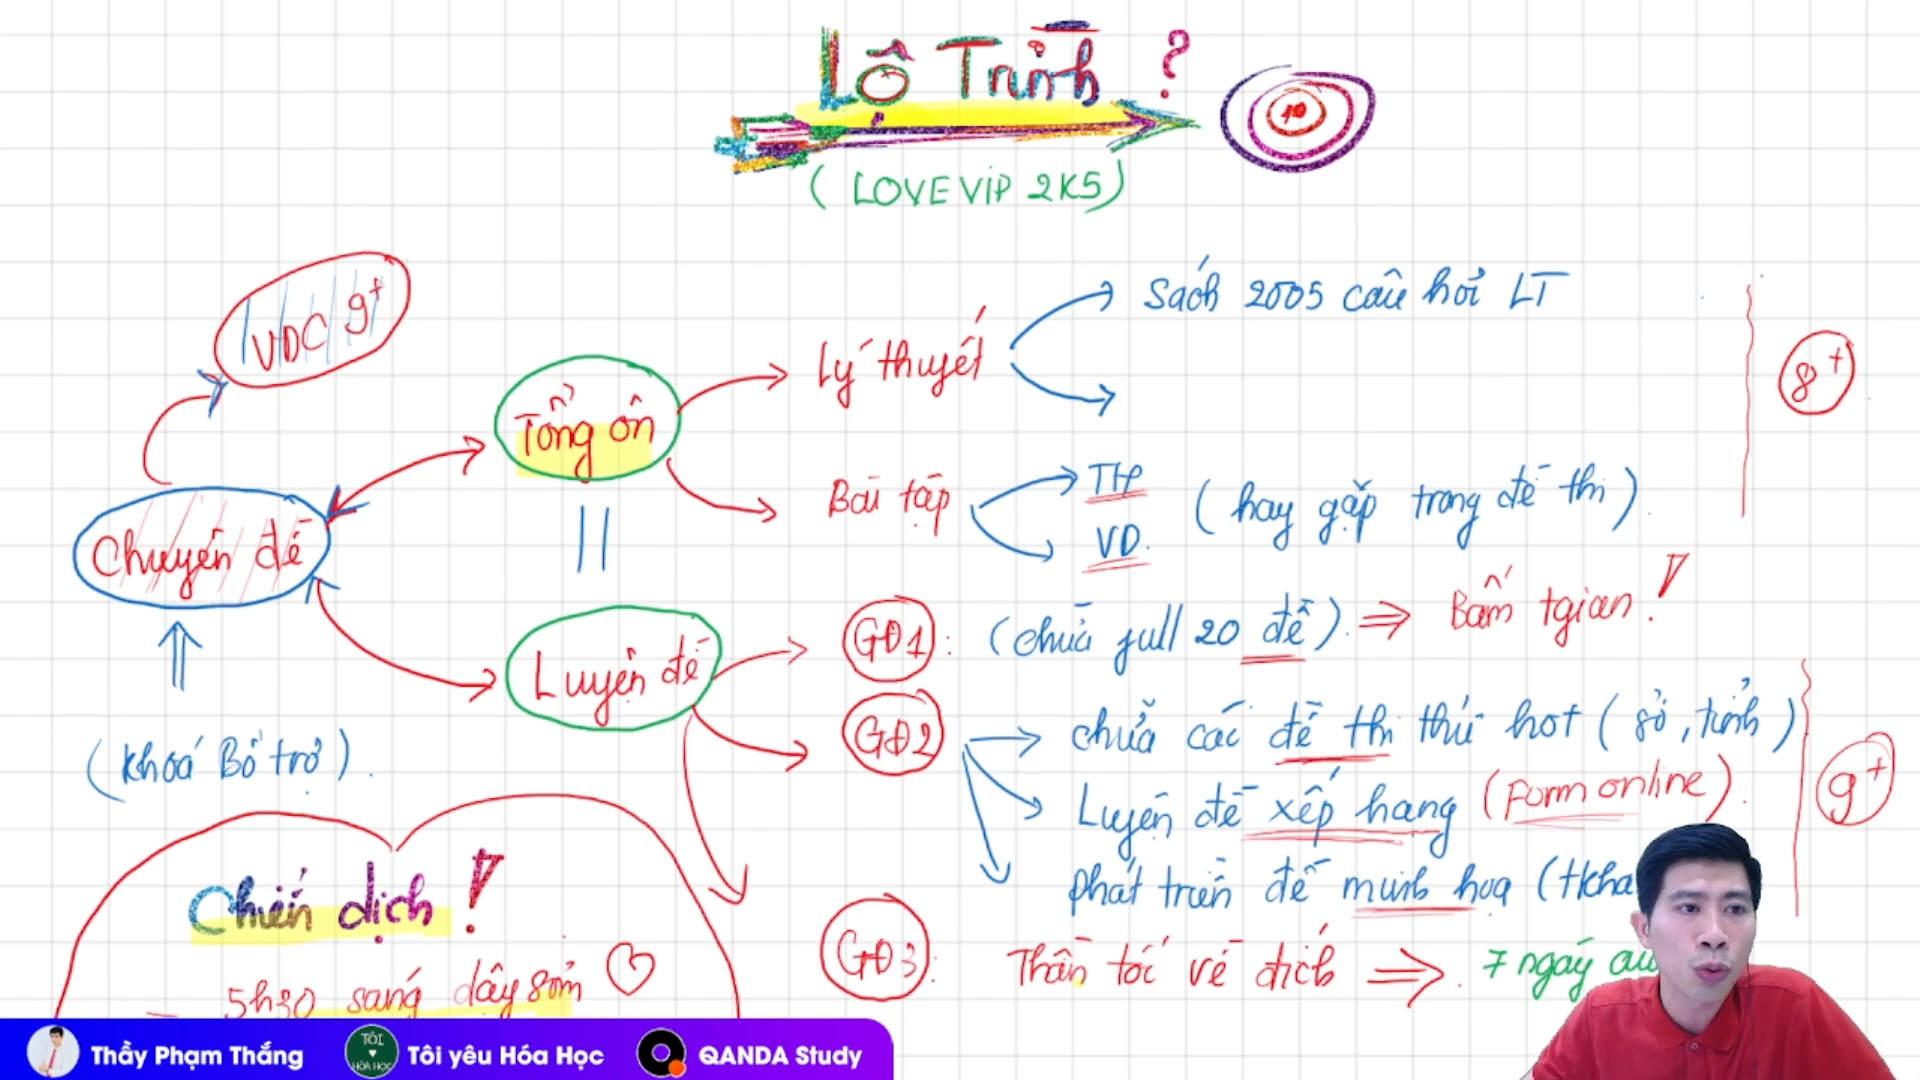 Lộ Trình ?
10
(LOVEVIP 2K5)
VDC 9+
Sách 2005 câu hỏi LT
Lý thuyết
8+
Tổng ôn
Bài tập
TH
VD.
(hay gặp trong đề thi)
Chuyên đề
GĐ1: (chữa full 20 đề). ⇒ Bấm tgian!
Luyện đề
GĐ2
chữa các đề thi thử hot (sở, tỉnh)
(Khoá Bổ trợ).
Luyện đề xếp hạng (Form online).
9+
Chiến dịch !
phát triển đề minh hoạ
GĐ3: Thần tốc về đích ⇒ 7 ngày
- 5h30 sáng dậy sớm
Thầy Phạm Thắng
TÔI ♥ HÓA HỌC
Tôi yêu Hóa Học
QANDA Study